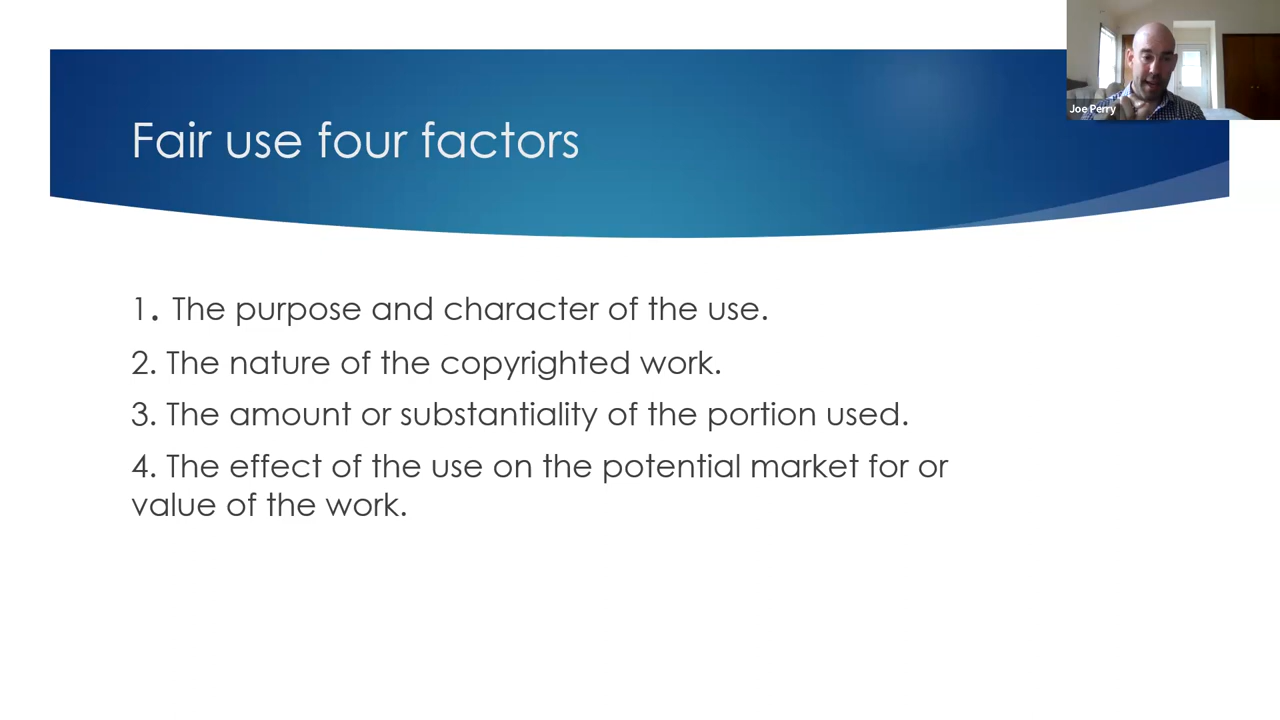 Joe Perry
Fair use four factors
1. The purpose and character of the use.
2. The nature of the copyrighted work.
3. The amount or substantiality of the portion used.
4. The effect of the use on the potential market for or
value of the work.